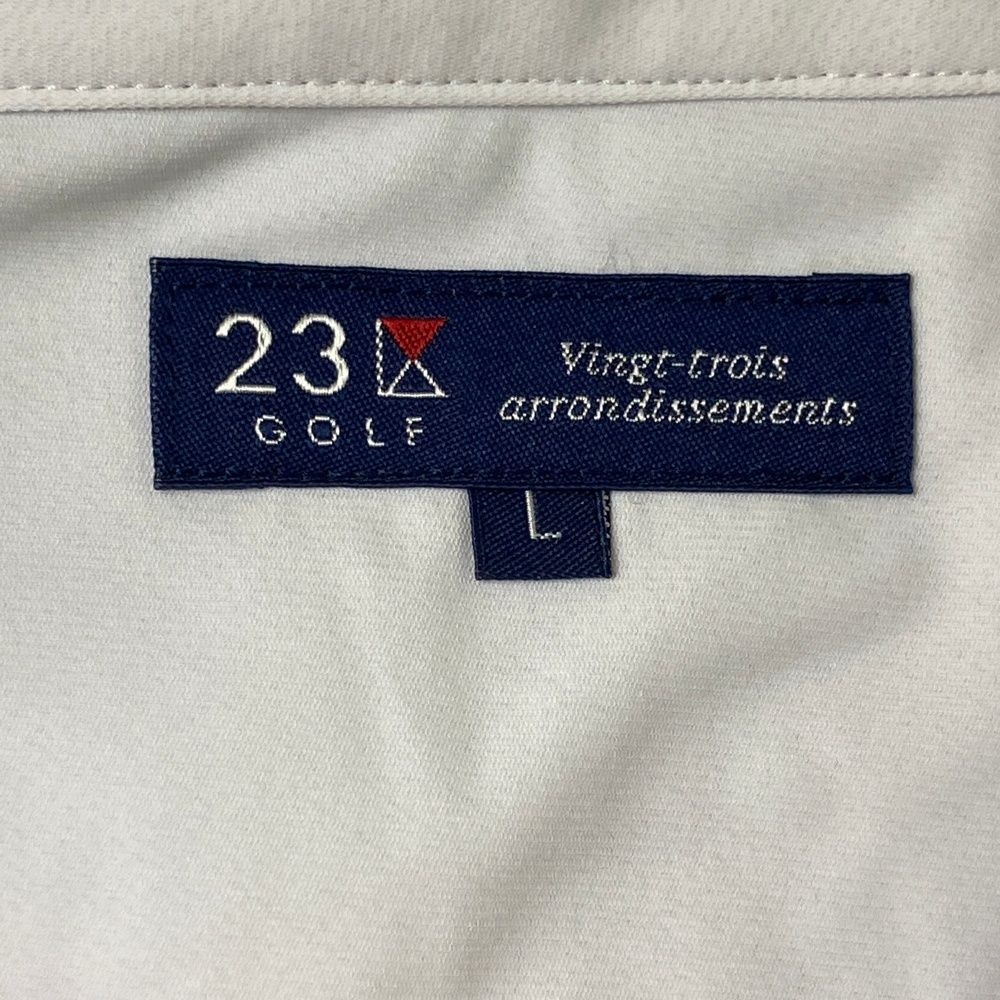 23
GOLF
Vingt-trois
arrondissements
L